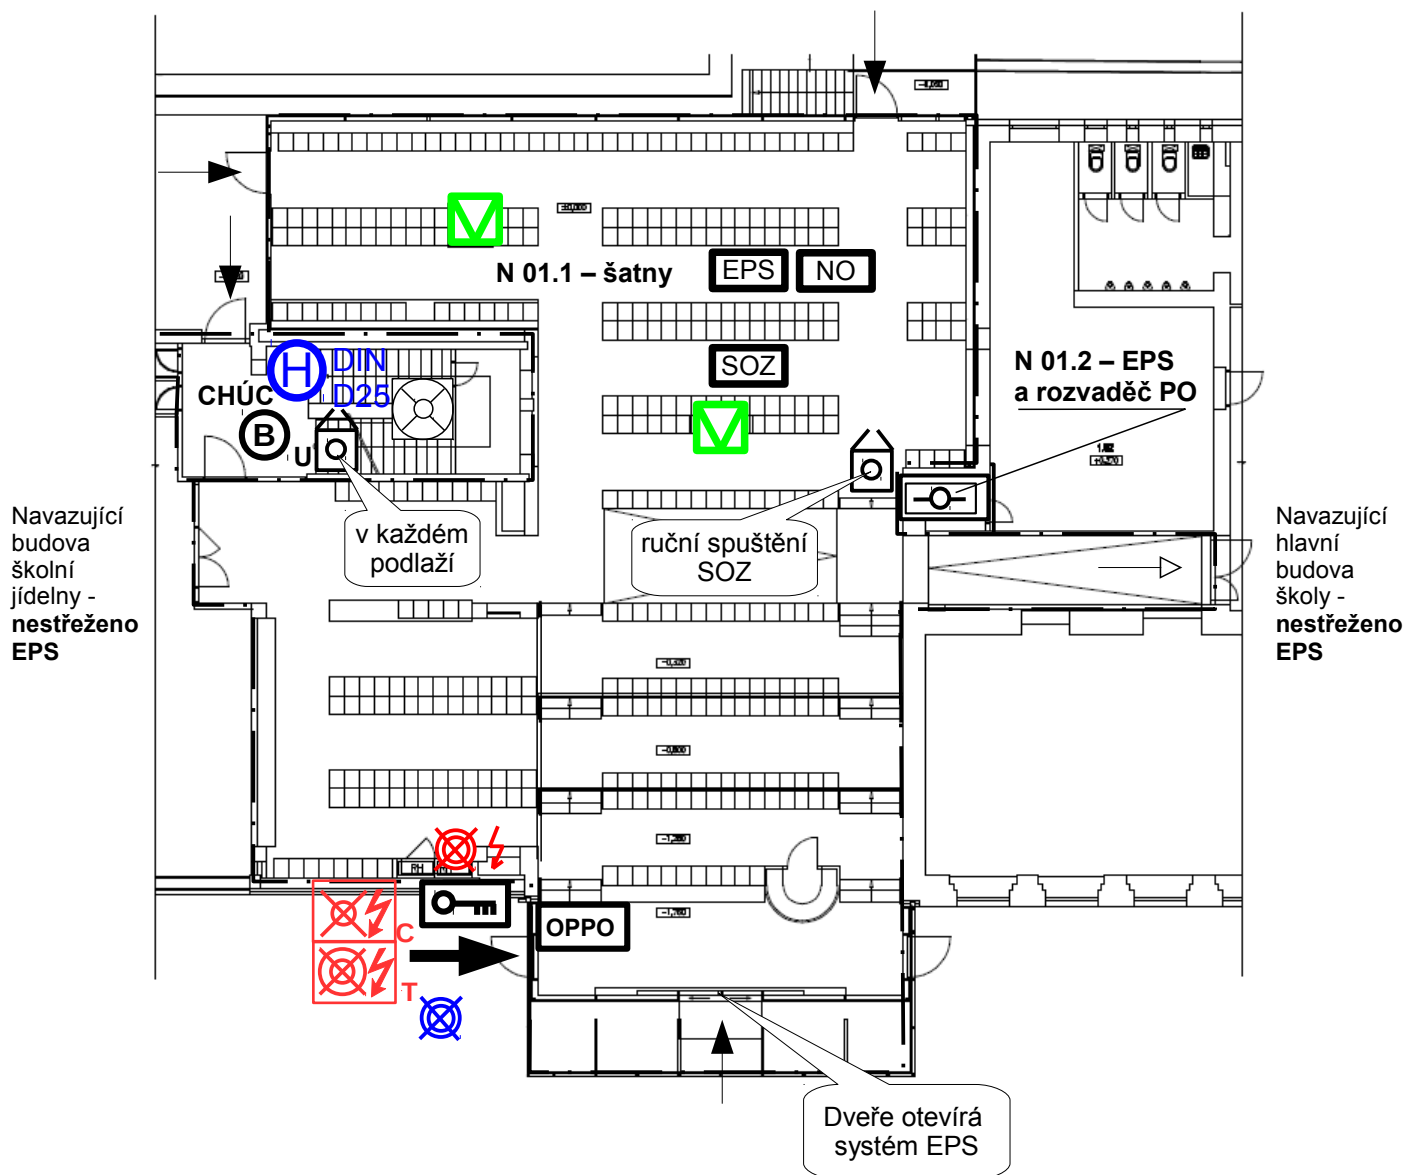 N 01.1 – šatny
EPS
NO
SOZ
N 01.2 – EPS
a rozvaděč PO
H
DIN
D25
CHÚC
B
U
v každém
podlaží
ruční spuštění
SOZ
Navazující
budova
školní
jídelny -
nestřeženo
EPS
Navazující
hlavní
budova
školy -
nestřeženo
EPS
RH
C
T
OPPO
Dveře otevírá
systém EPS